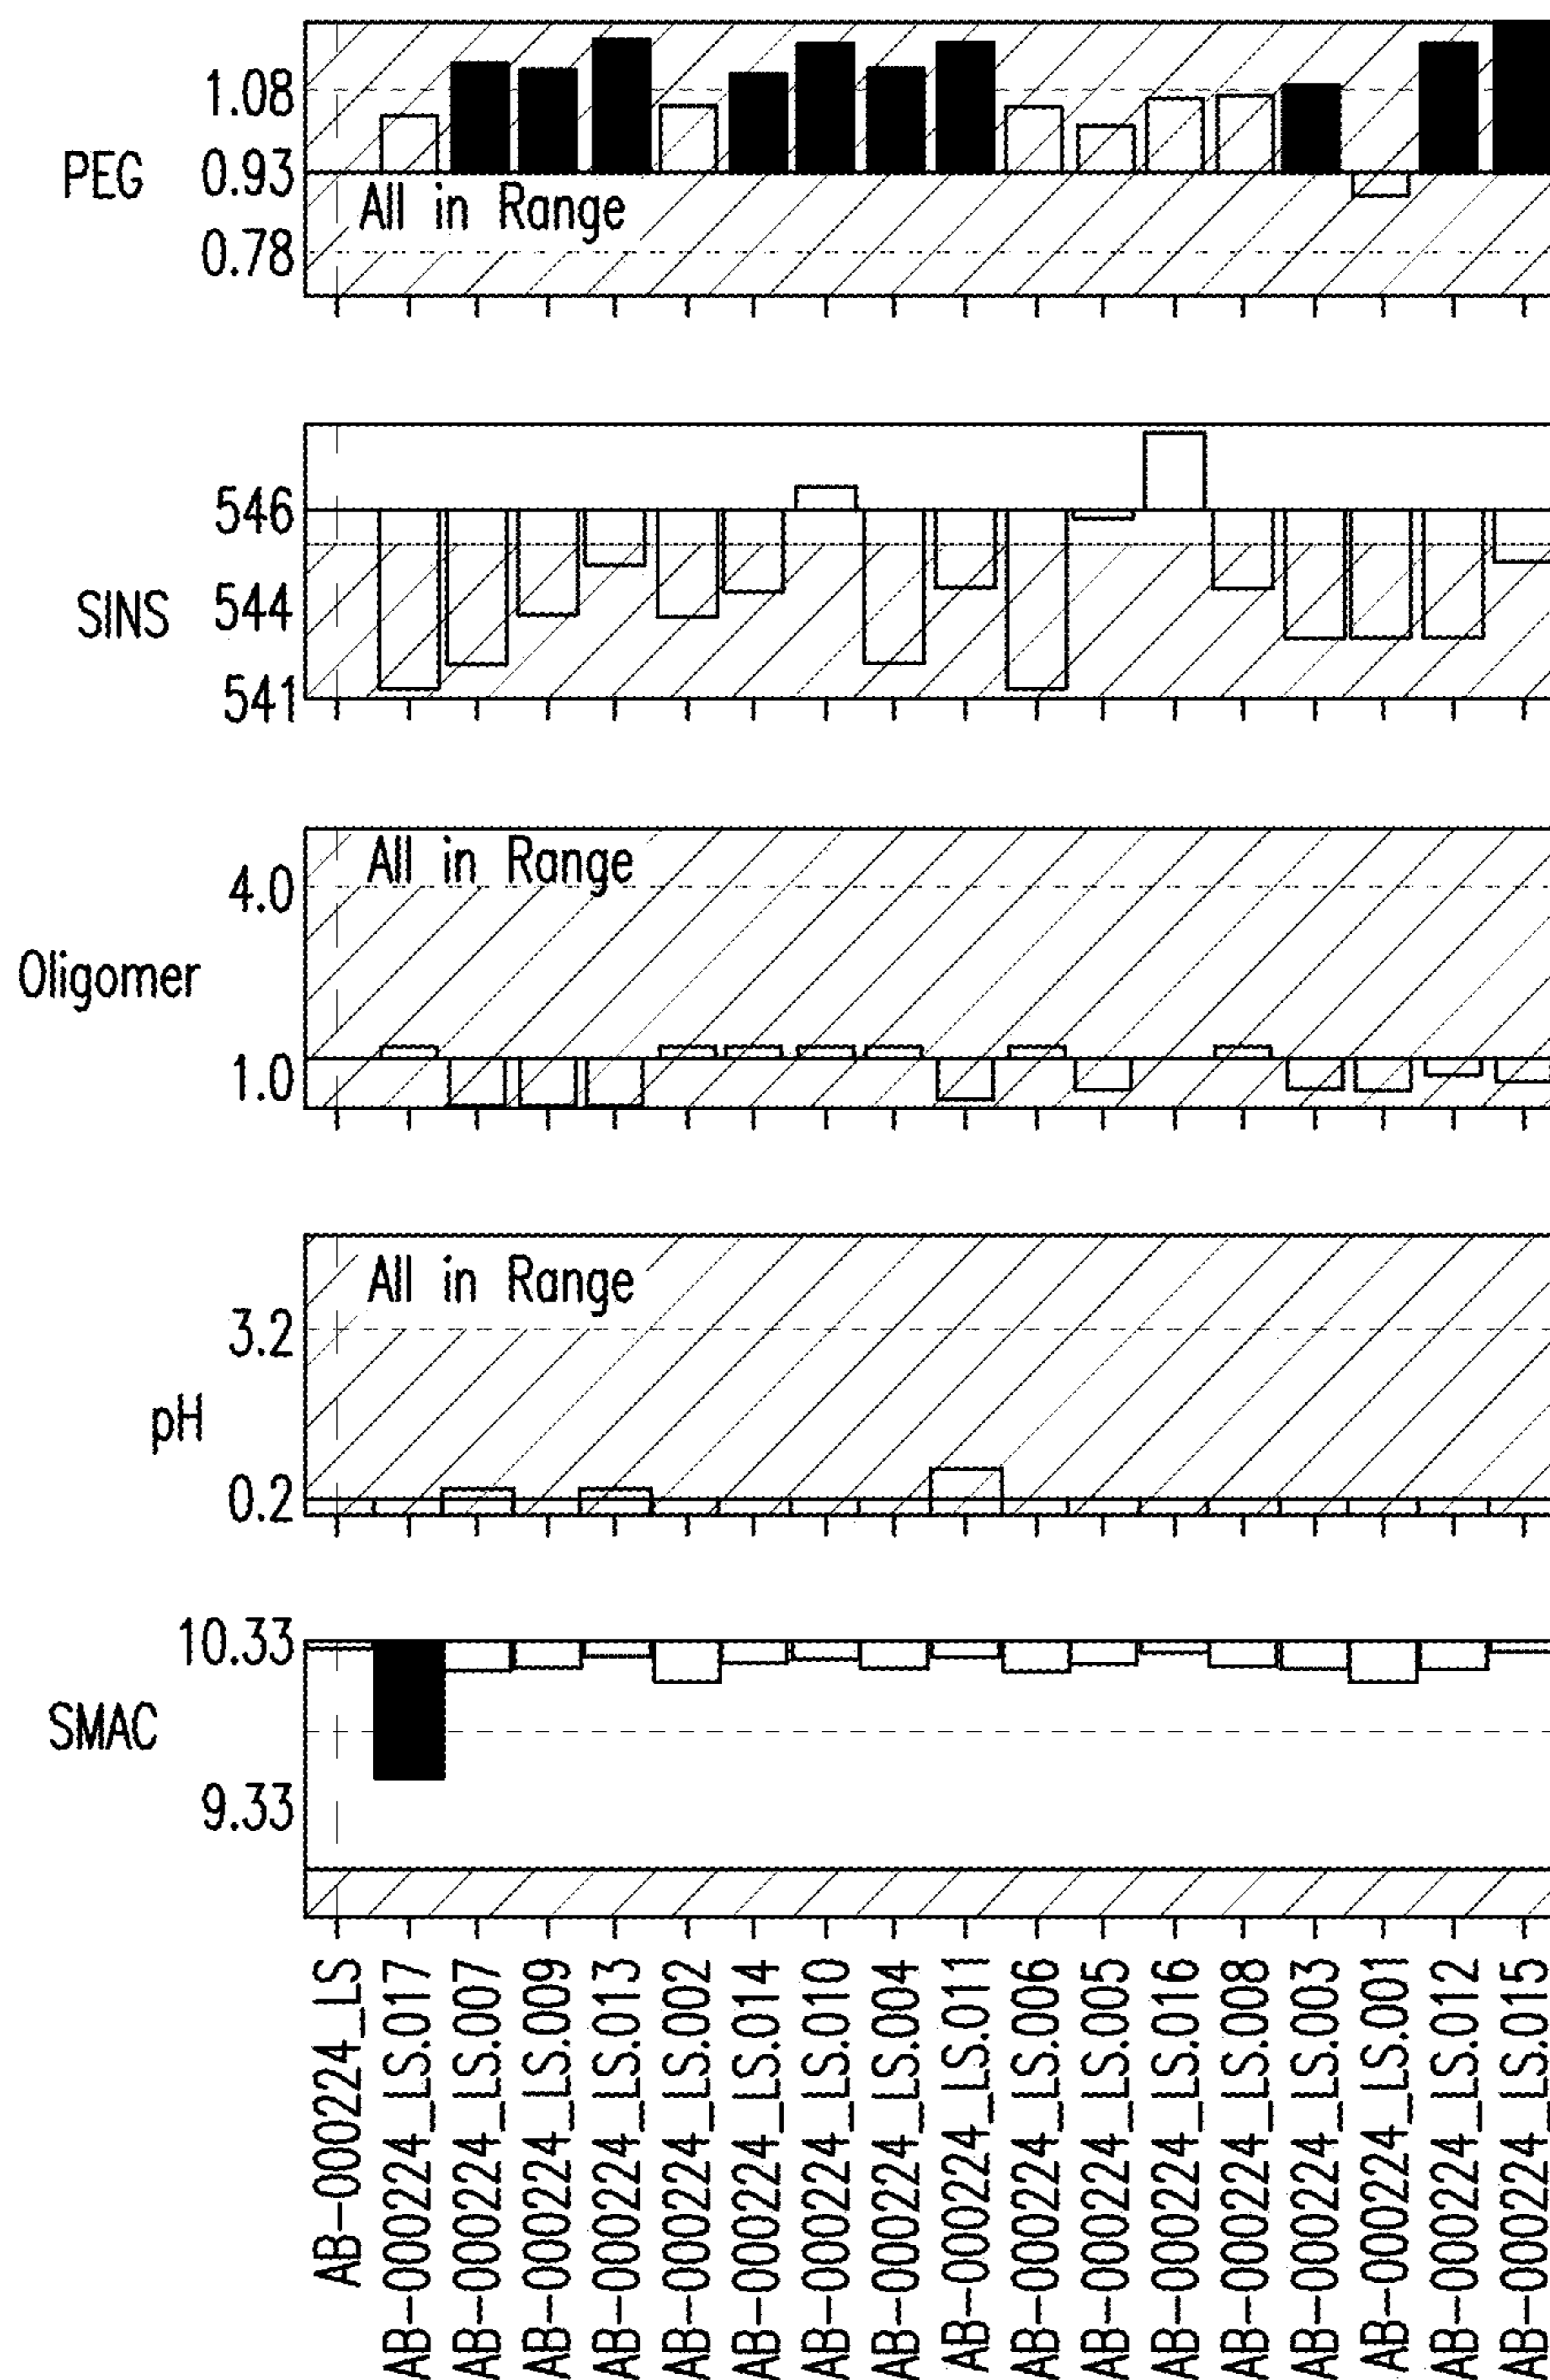 1.08
PEG 0.93
All in Range
0.78
546
SINS 544
541
All in Range
4.0
Oligomer
1.0
All in Range
3.2
pH
0.2
10.33
SMAC
9.33
AB-000224_LS
AB-000224_LS.017
AB-000224_LS.007
AB-000224_LS.009
AB-000224_LS.013
AB-000224_LS.002
AB-000224_LS.014
AB-000224_LS.010
AB-000224_LS.004
AB-000224_LS.011
AB-000224_LS.006
AB-000224_LS.005
AB-000224_LS.016
AB-000224_LS.008
AB-000224_LS.003
AB-000224_LS.001
AB-000224_LS.012
AB-000224_LS.015